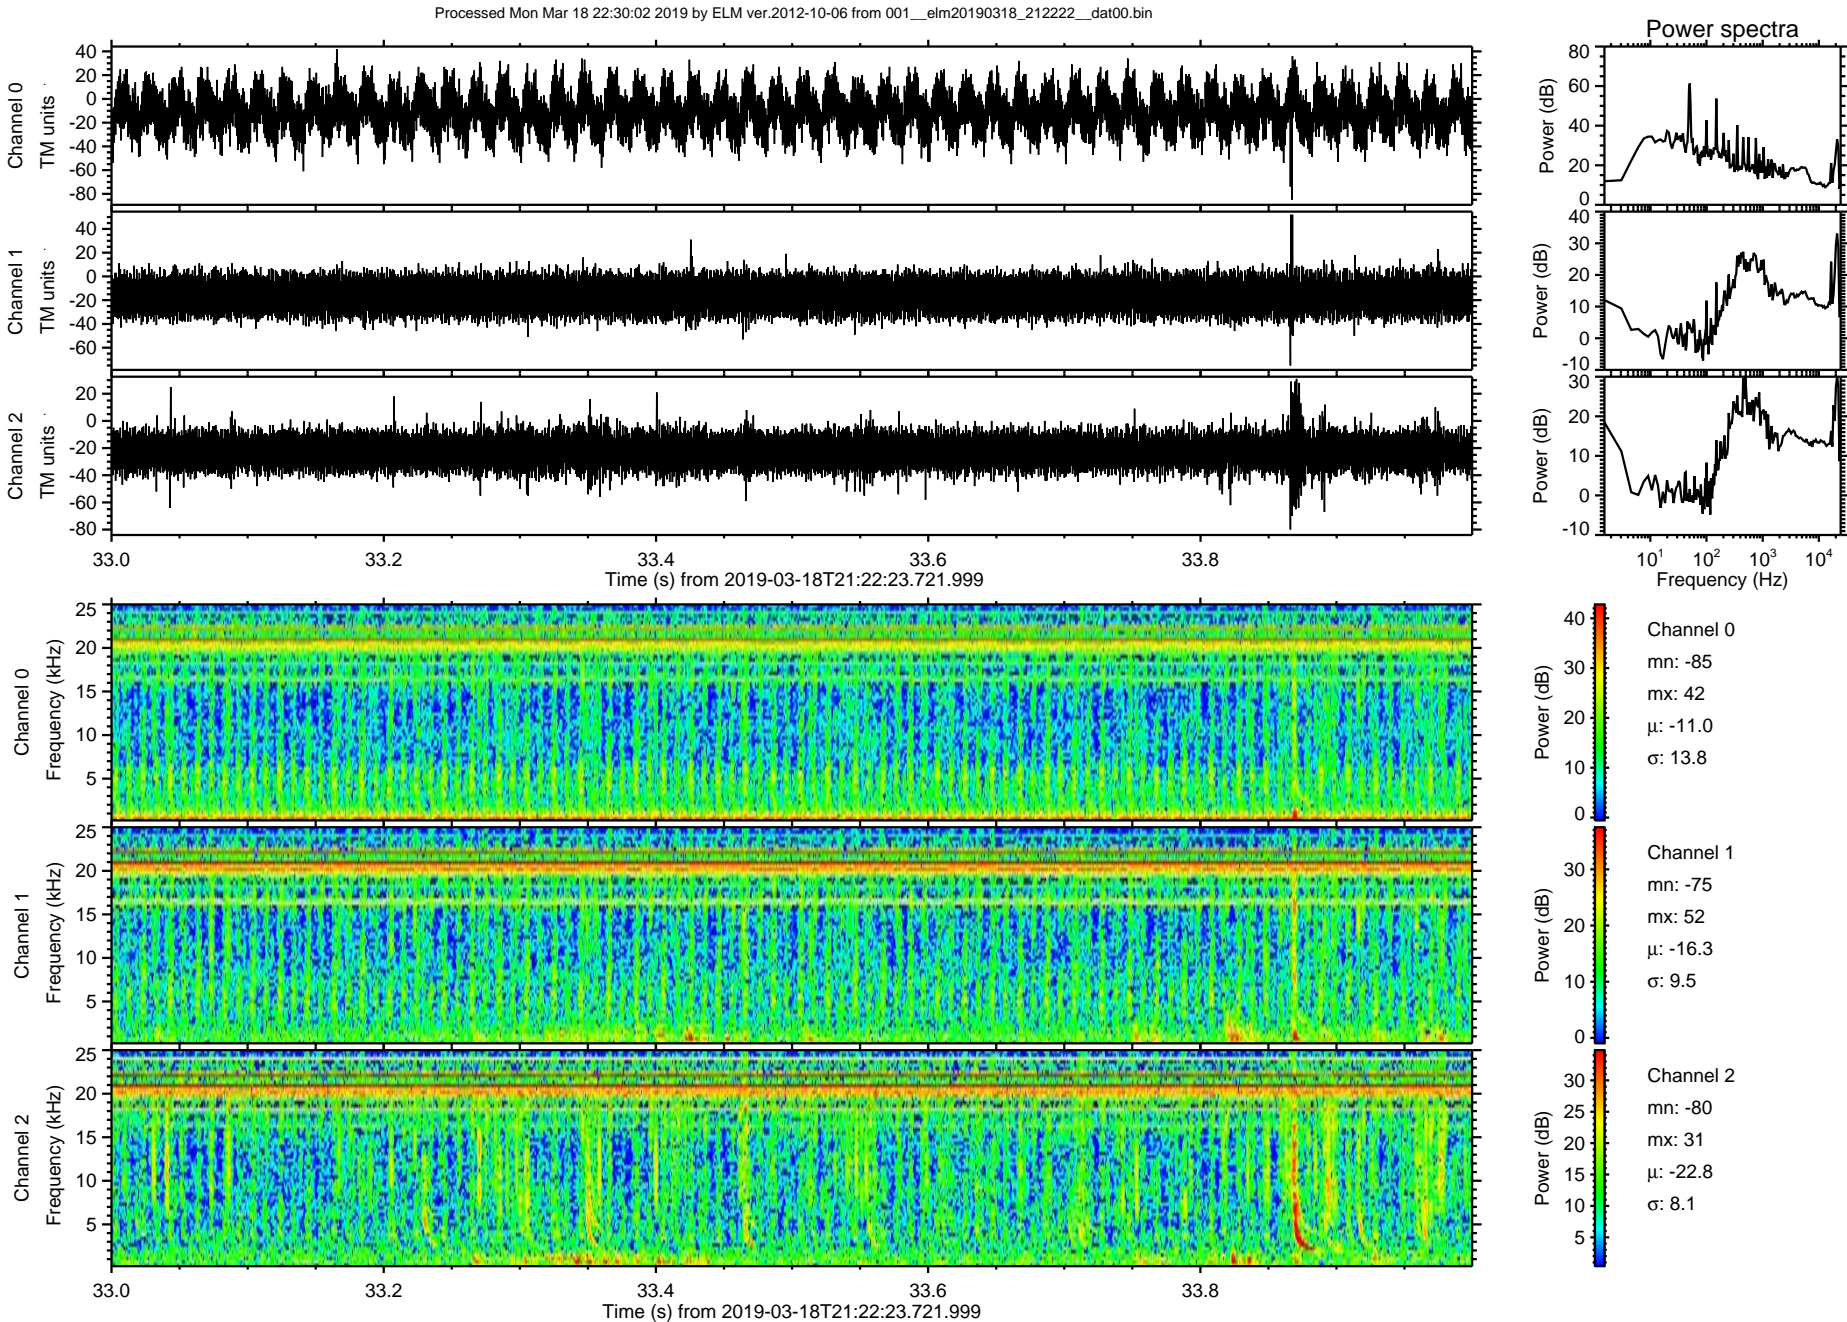 Processed Mon Mar 18 22:30:02 2019 by ELM ver.2012-10-06 from 001__elm20190318_212222__dat00.bin
Power spectra
Channel 0
TM units
40
20
0
-20
-40
-60
-80
Power (dB)
80
60
40
20
0
Channel 1
TM units
40
20
0
-20
-40
-60
Power (dB)
40
30
20
10
0
-10
Channel 2
TM units
20
0
-20
-40
-60
-80
Power (dB)
30
20
10
0
-10
33.0 33.2 33.4 33.6 33.8
Time (s) from 2019-03-18T21:22:23.721.999
10¹ 10² 10³ 10⁴
Frequency (Hz)
Channel 0
Frequency (kHz)
25
20
15
10
5
Power (dB)
40
30
20
10
0
Channel 0
mn: -85
mx: 42
μ: -11.0
σ: 13.8
Channel 1
Frequency (kHz)
25
20
15
10
5
Power (dB)
30
20
10
0
Channel 1
mn: -75
mx: 52
μ: -16.3
σ: 9.5
Channel 2
Frequency (kHz)
25
20
15
10
5
Power (dB)
30
25
20
15
10
5
Channel 2
mn: -80
mx: 31
μ: -22.8
σ: 8.1
33.0 33.2 33.4 33.6 33.8
Time (s) from 2019-03-18T21:22:23.721.999